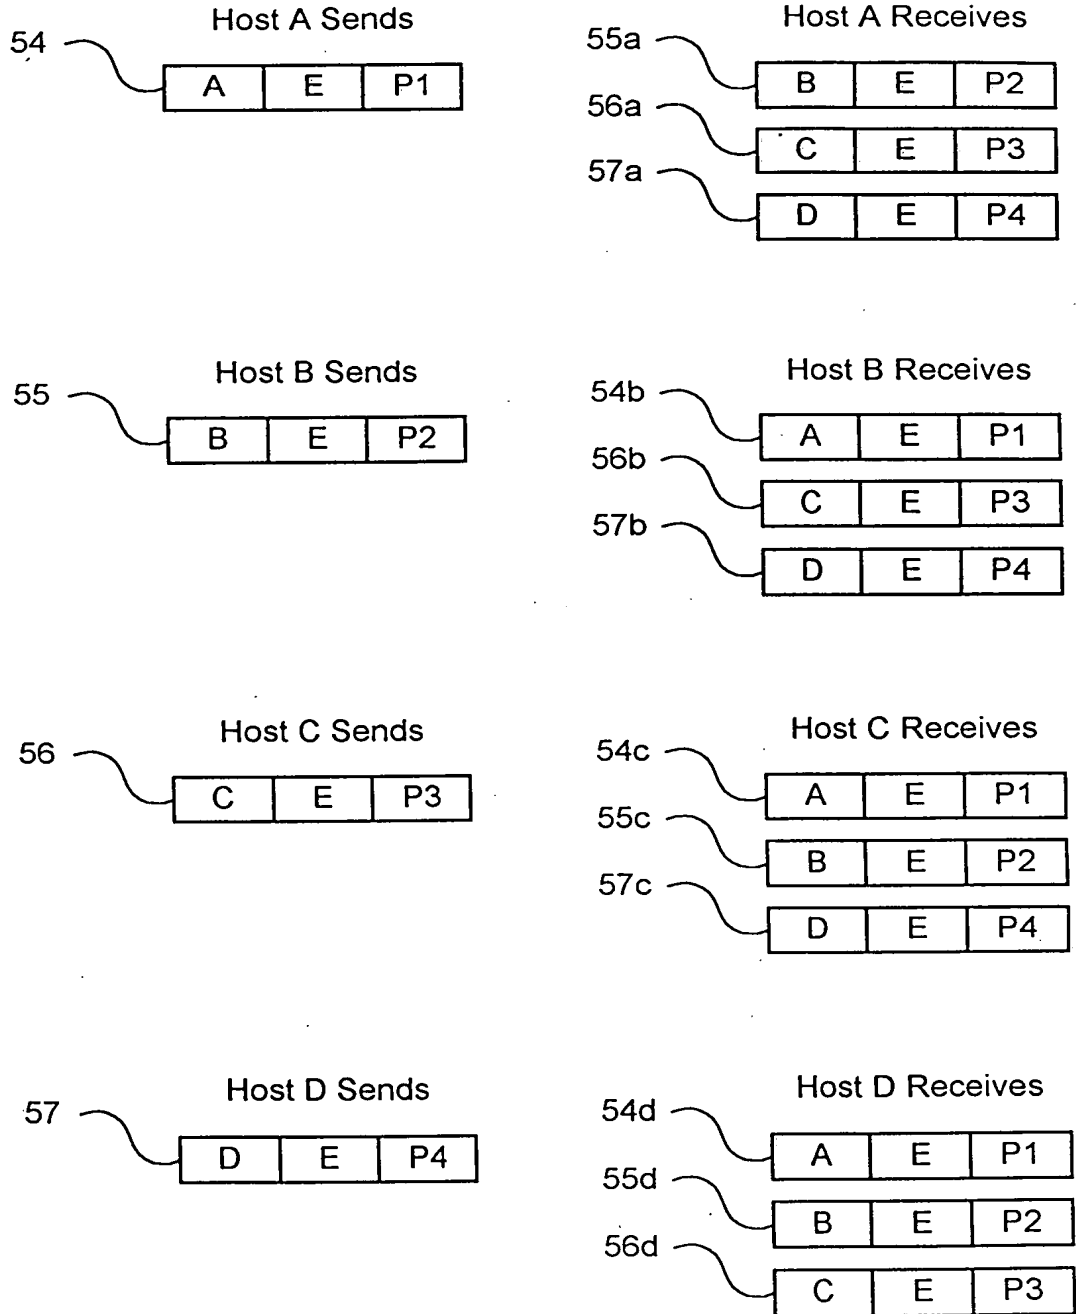 Host A Sends
54
A E P1
Host A Receives
55a
B E P2
56a
C E P3
57a
D E P4
Host B Sends
55
B E P2
Host B Receives
54b
A E P1
56b
C E P3
57b
D E P4
Host C Sends
56
C E P3
Host C Receives
54c
A E P1
55c
B E P2
57c
D E P4
Host D Sends
57
D E P4
Host D Receives
54d
A E P1
55d
B E P2
56d
C E P3